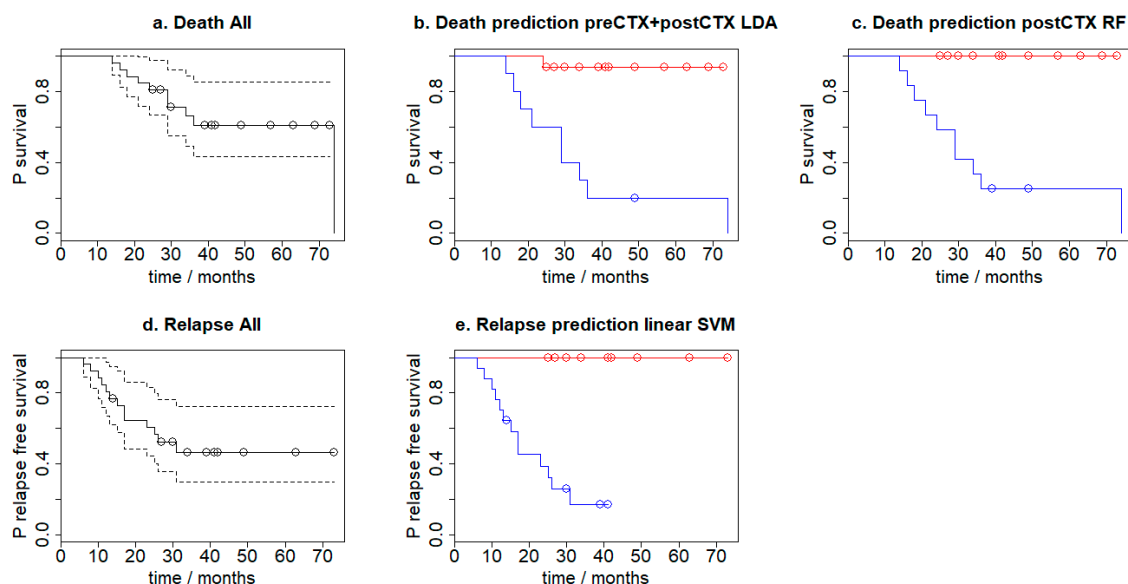 a. Death All
P survival
0.0 0.4 0.8
0 10 20 30 40 50 60 70
time / months
b. Death prediction preCTX+postCTX LDA
P survival
0.0 0.4 0.8
0 10 20 30 40 50 60 70
time / months
c. Death prediction postCTX RF
P survival
0.0 0.4 0.8
0 10 20 30 40 50 60 70
time / months
d. Relapse All
P relapse free survival
0.0 0.4 0.8
0 10 20 30 40 50 60 70
time / months
e. Relapse prediction linear SVM
P relapse free survival
0.0 0.4 0.8
0 10 20 30 40 50 60 70
time / months